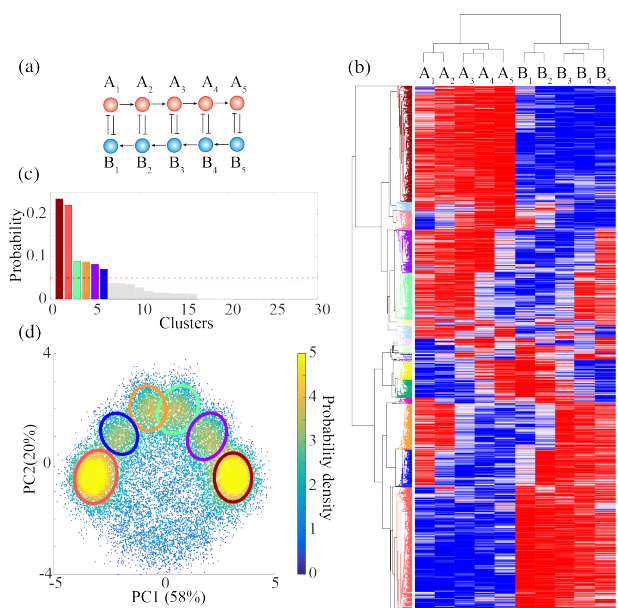 (a)
A1 A2 A3 A4 A5
B1 B2 B3 B4 B5
(b)
A1 A2 A3 A4 A5 B1 B2 B3 B4 B5
(c)
Probability
0.2
0.1
0
0 5 10 15 20 25 30
Clusters
(d)
PC2(20%)
4
0
-4
-5 0 5
PC1 (58%)
5
4
3
2
1
0
Probability density